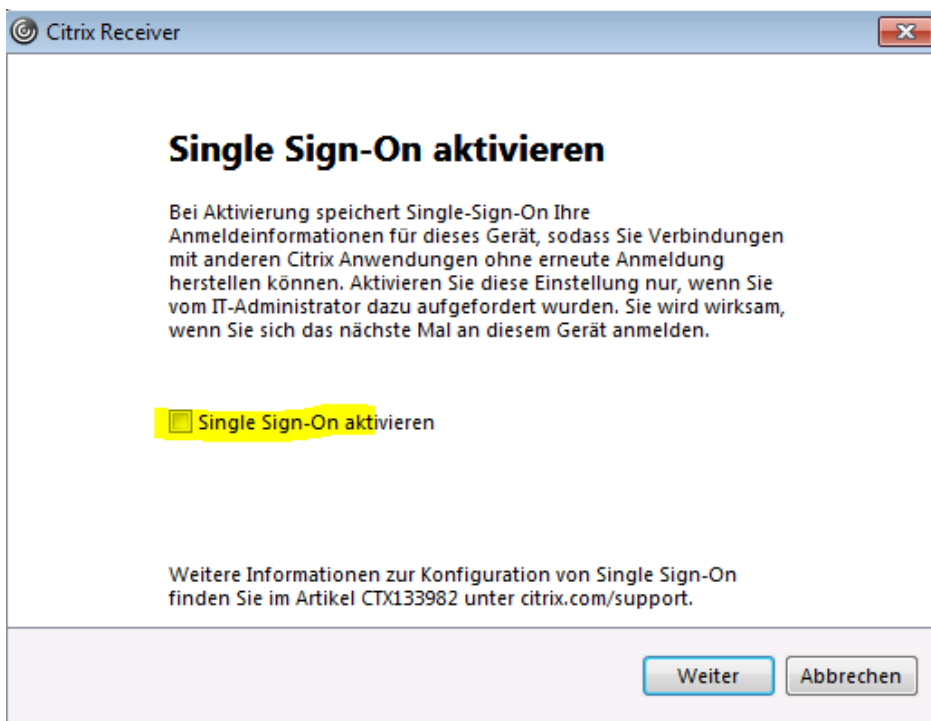 Citrix Receiver
Single Sign-On aktivieren
Bei Aktivierung speichert Single-Sign-On Ihre
Anmeldeinformationen für dieses Gerät, sodass Sie Verbindungen
mit anderen Citrix Anwendungen ohne erneute Anmeldung
herstellen können. Aktivieren Sie diese Einstellung nur, wenn Sie
vom IT-Administrator dazu aufgefordert wurden. Sie wird wirksam,
wenn Sie sich das nächste Mal an diesem Gerät anmelden.
Single Sign-On aktivieren
Weitere Informationen zur Konfiguration von Single Sign-On
finden Sie im Artikel CTX133982 unter citrix.com/support.
Weiter Abbrechen